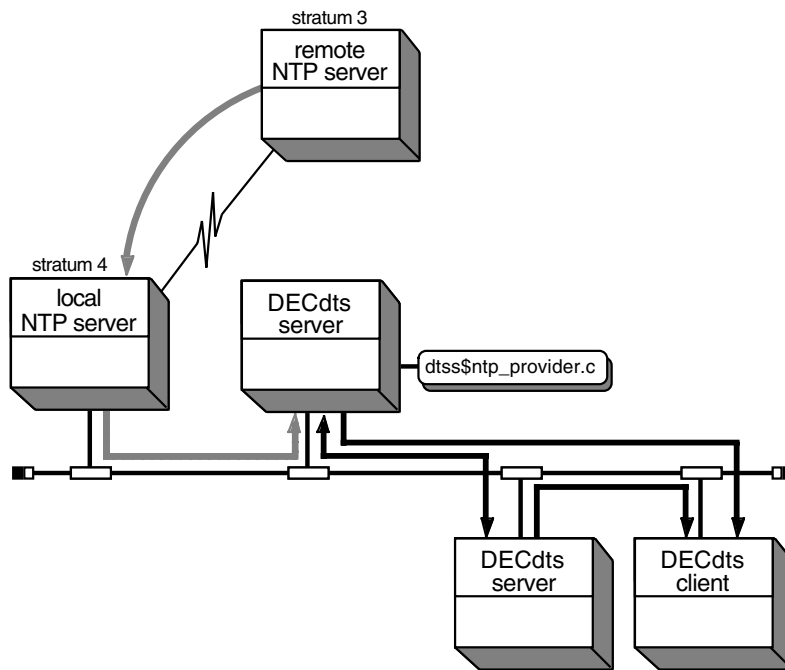 stratum 3
remote
NTP server
stratum 4
local
NTP server
DECdts
server
dtss$ntp_provider.c
DECdts
server
DECdts
client